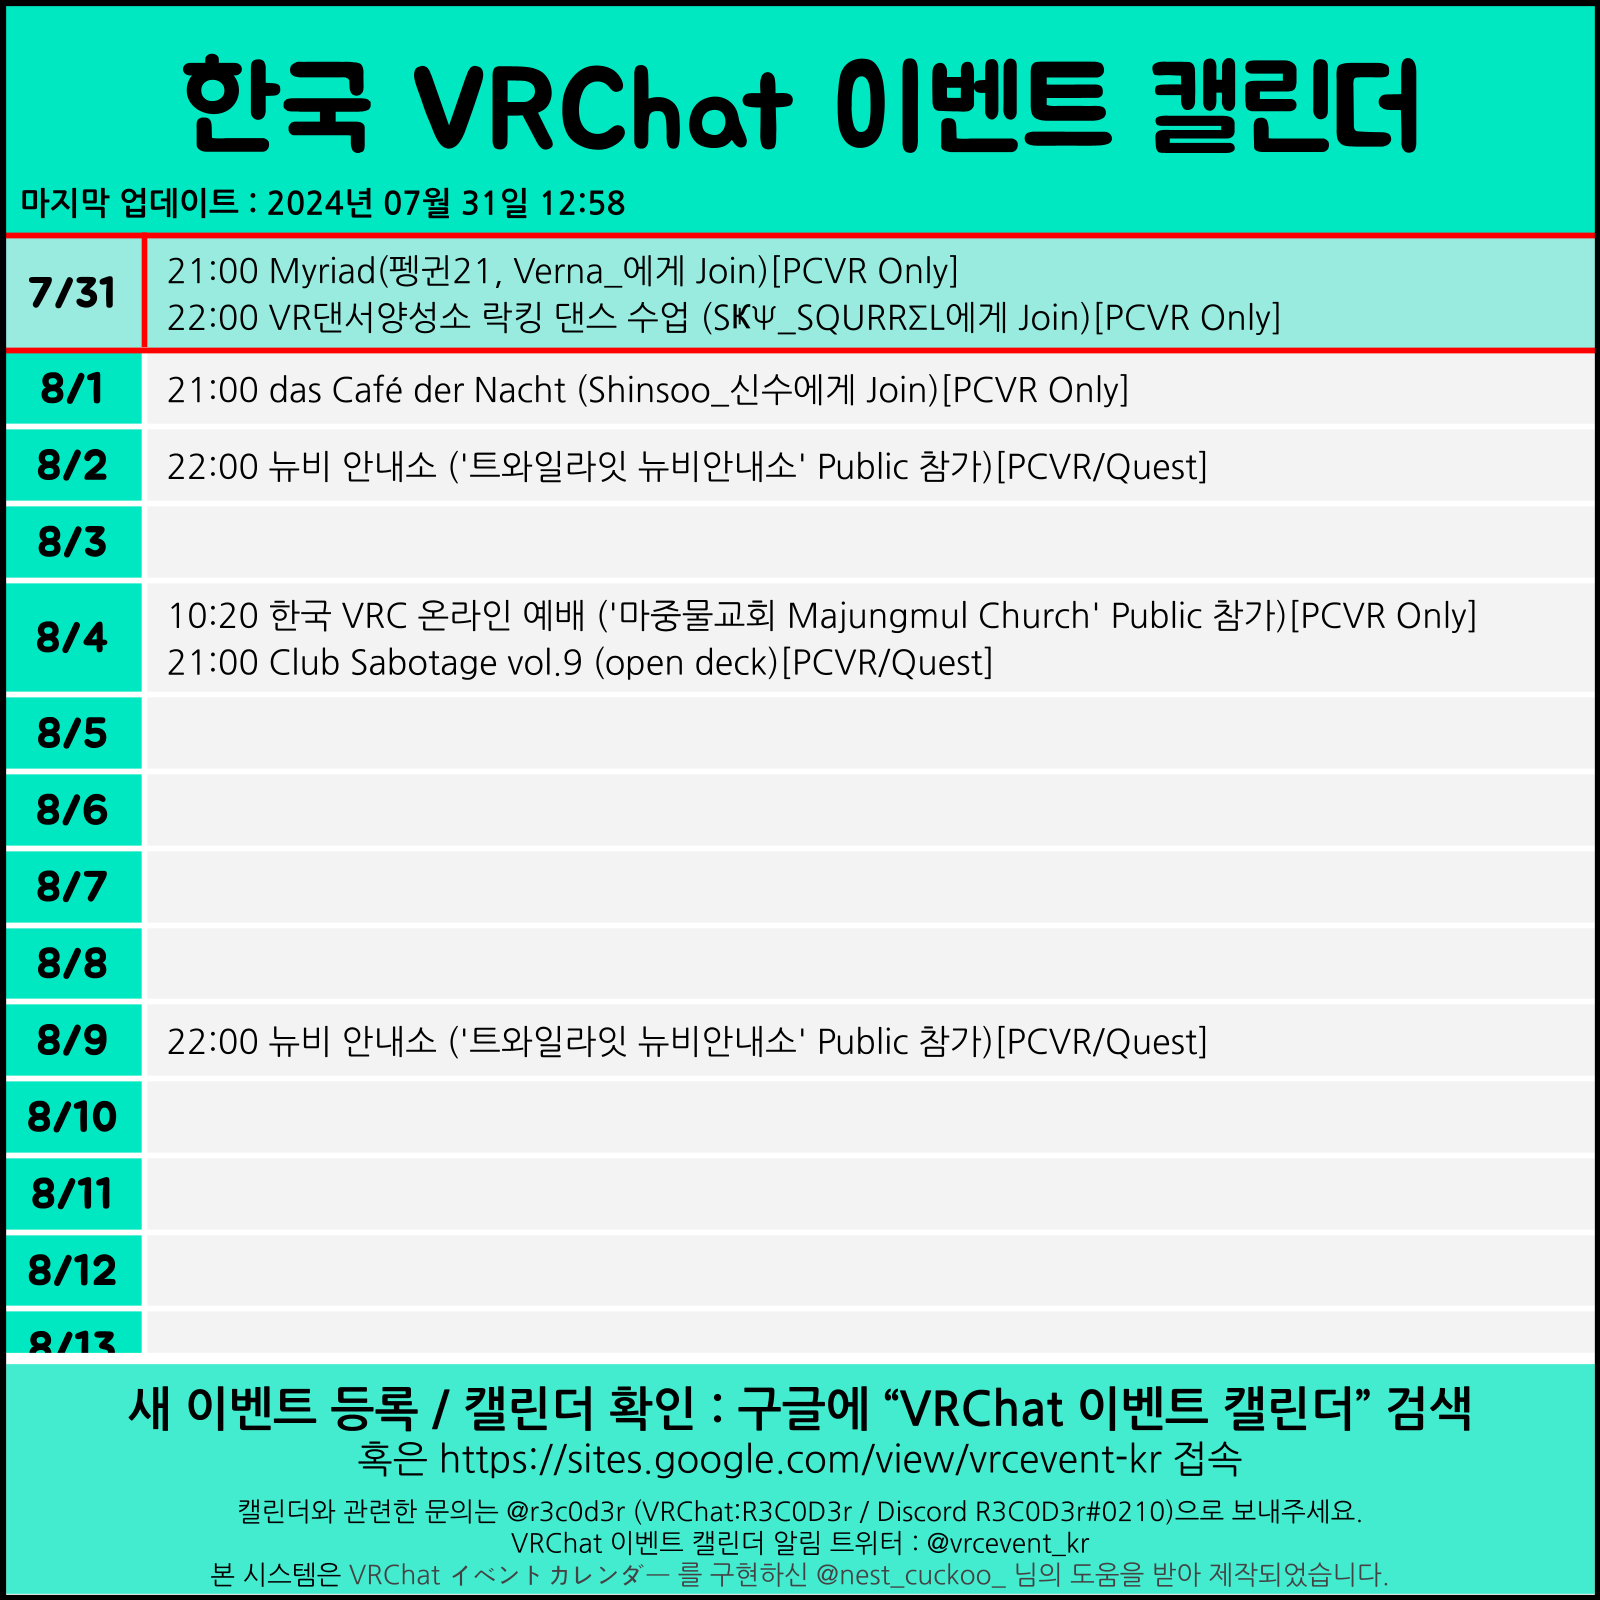 한국 VRChat 이벤트 캘린더
마지막 업데이트 : 2024년 07월 31일 12:58
7/31
21:00 Myriad(펭귄21, Verna_에게 Join)[PCVR Only]
22:00 VR댄서양성소 락킹 댄스 수업 (S₭Ψ_SQURRΣL에게 Join)[PCVR Only]
8/1
21:00 das Café der Nacht (Shinsoo_신수에게 Join)[PCVR Only]
8/2
22:00 뉴비 안내소 ('트와일라잇 뉴비안내소' Public 참가)[PCVR/Quest]
8/3
8/4
10:20 한국 VRC 온라인 예배 ('마중물교회 Majungmul Church' Public 참가)[PCVR Only]
21:00 Club Sabotage vol.9 (open deck)[PCVR/Quest]
8/5
8/6
8/7
8/8
8/9
22:00 뉴비 안내소 ('트와일라잇 뉴비안내소' Public 참가)[PCVR/Quest]
8/10
8/11
8/12
8/13
새 이벤트 등록 / 캘린더 확인 : 구글에 “VRChat 이벤트 캘린더” 검색
혹은 https://sites.google.com/view/vrcevent-kr 접속
캘린더와 관련한 문의는 @r3c0d3r (VRChat:R3C0D3r / Discord R3C0D3r#0210)으로 보내주세요.
VRChat 이벤트 캘린더 알림 트위터 : @vrcevent_kr
본 시스템은 VRChat イベントカレンダー 를 구현하신 @nest_cuckoo_ 님의 도움을 받아 제작되었습니다.